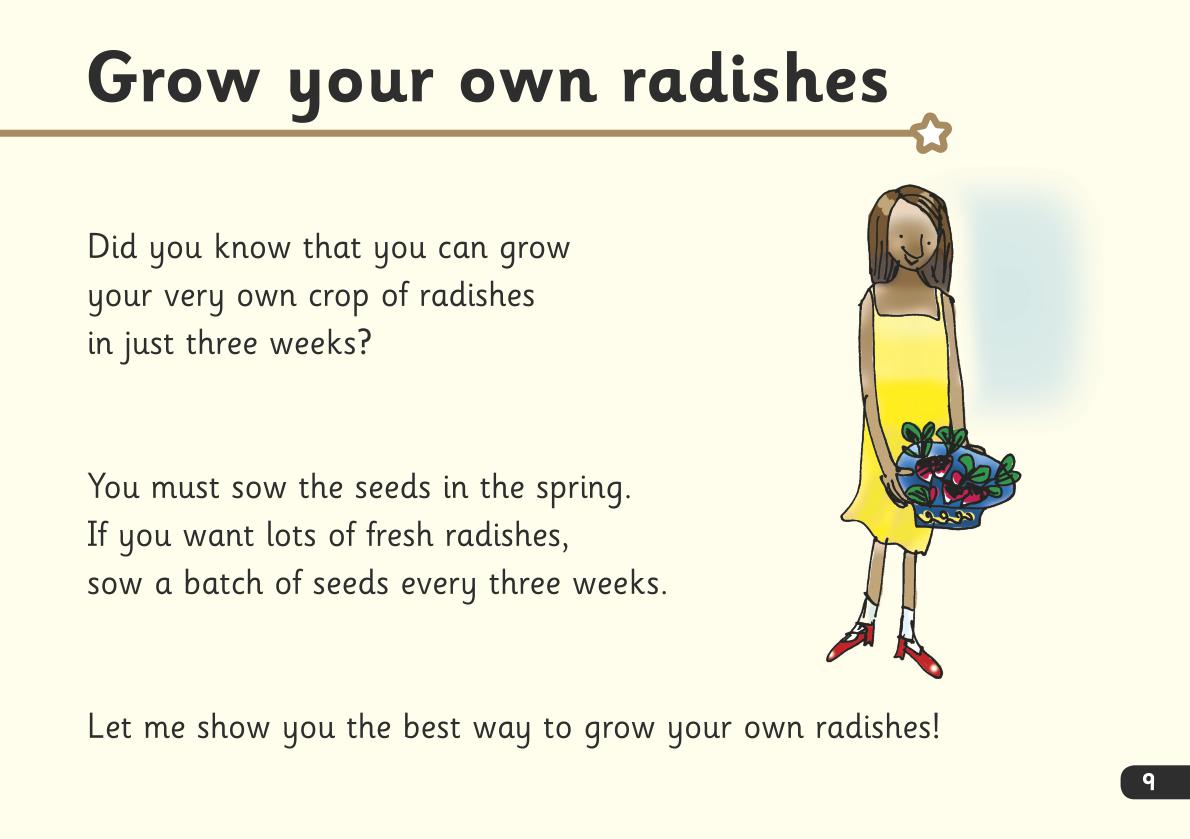 Grow your own radishes
Did you know that you can grow
your very own crop of radishes
in just three weeks?
You must sow the seeds in the spring.
If you want lots of fresh radishes,
sow a batch of seeds every three weeks.
Let me show you the best way to grow your own radishes!
9